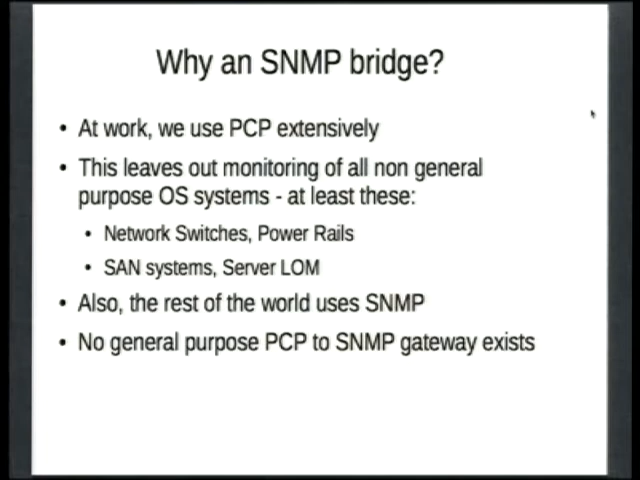 Why an SNMP bridge?
• At work, we use PCP extensively
• This leaves out monitoring of all non general
purpose OS systems - at least these:
• Network Switches, Power Rails
• SAN systems, Server LOM
• Also, the rest of the world uses SNMP
• No general purpose PCP to SNMP gateway exists